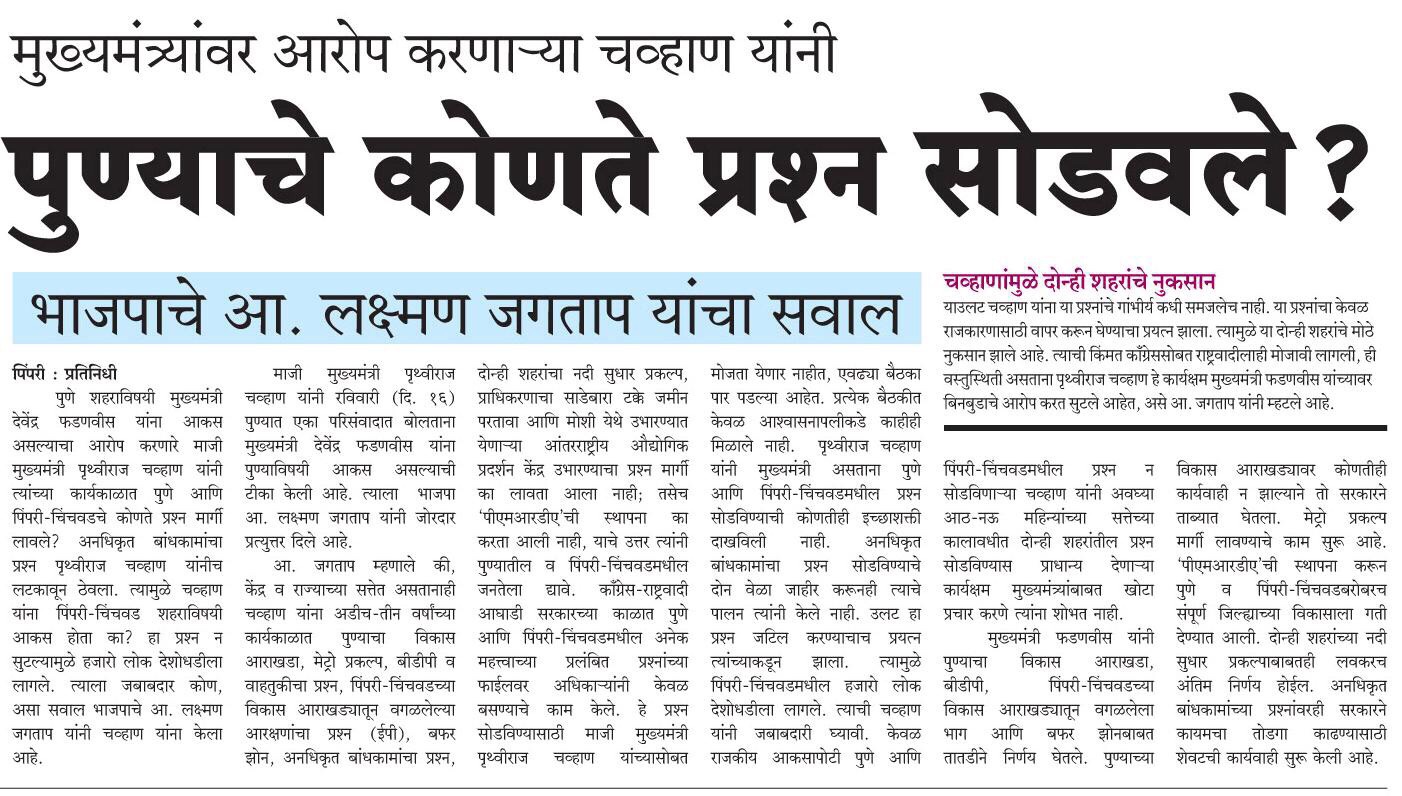 मुख्यमंत्र्यांवर आरोप करणाऱ्या चव्हाण यांनी
पुण्याचे कोणते प्रश्न सोडवले ?
भाजपाचे आ. लक्ष्मण जगताप यांचा सवाल
पिंपरी : प्रतिनिधी
पुणे शहराविषयी मुख्यमंत्री
देवेंद्र फडणवीस यांना आकस
असल्याचा आरोप करणारे माजी
मुख्यमंत्री पृथ्वीराज चव्हाण यांनी
त्यांच्या कार्यकाळात पुणे आणि
पिंपरी-चिंचवडचे कोणते प्रश्न मार्गी
लावले? अनधिकृत बांधकामांचा
प्रश्न पृथ्वीराज चव्हाण यांनीच
लटकावून ठेवला. त्यामुळे चव्हाण
यांना पिंपरी-चिंचवड शहराविषयी
आकस होता का? हा प्रश्न न
सुटल्यामुळे हजारो लोक देशोधडीला
लागले. त्याला जबाबदार कोण,
असा सवाल भाजपाचे आ. लक्ष्मण
जगताप यांनी चव्हाण यांना केला
आहे.
माजी मुख्यमंत्री पृथ्वीराज
चव्हाण यांनी रविवारी (दि. १६)
पुण्यात एका परिसंवादात बोलताना
मुख्यमंत्री देवेंद्र फडणवीस यांना
पुण्याविषयी आकस असल्याची
टीका केली आहे. त्याला भाजपा
आ. लक्ष्मण जगताप यांनी जोरदार
प्रत्युत्तर दिले आहे.
आ. जगताप म्हणाले की,
केंद्र व राज्याच्या सत्तेत असतानाही
चव्हाण यांना अडीच-तीन वर्षांच्या
कार्यकाळात पुण्याचा विकास
आराखडा, मेट्रो प्रकल्प, बीडीपी व
वाहतुकीचा प्रश्न, पिंपरी-चिंचवडच्या
विकास आराखड्यातून वगळलेल्या
आरक्षणांचा प्रश्न (ईपी), बफर
झोन, अनधिकृत बांधकामांचा प्रश्न,
दोन्ही शहरांचा नदी सुधार प्रकल्प,
प्राधिकरणाचा साडेबारा टक्के जमीन
परतावा आणि मोशी येथे उभारण्यात
येणाऱ्या आंतरराष्ट्रीय औद्योगिक
प्रदर्शन केंद्र उभारण्याचा प्रश्न मार्गी
का लावता आला नाही; तसेच
‘पीएमआरडीए’ची स्थापना का
करता आली नाही, याचे उत्तर त्यांनी
पुण्यातील व पिंपरी-चिंचवडमधील
जनतेला द्यावे. काँग्रेस-राष्ट्रवादी
आघाडी सरकारच्या काळात पुणे
आणि पिंपरी-चिंचवडमधील अनेक
महत्त्वाच्या प्रलंबित प्रश्नांच्या
फाईलवर अधिकाऱ्यांनी केवळ
बसण्याचे काम केले. हे प्रश्न
सोडविण्यासाठी माजी मुख्यमंत्री
पृथ्वीराज चव्हाण यांच्यासोबत
मोजता येणार नाहीत, एवढ्या बैठका
पार पडल्या आहेत. प्रत्येक बैठकीत
केवळ आश्वासनापलीकडे काहीही
मिळाले नाही. पृथ्वीराज चव्हाण
यांनी मुख्यमंत्री असताना पुणे
आणि पिंपरी-चिंचवडमधील प्रश्न
सोडविण्याची कोणतीही इच्छाशक्ती
दाखविली नाही. अनधिकृत
बांधकामांचा प्रश्न सोडविण्याचे
दोन वेळा जाहीर करूनही त्याचे
पालन त्यांनी केले नाही. उलट हा
प्रश्न जटिल करण्याचाच प्रयत्न
त्यांच्याकडून झाला. त्यामुळे
पिंपरी-चिंचवडमधील हजारो लोक
देशोधडीला लागले. त्याची चव्हाण
यांनी जबाबदारी घ्यावी. केवळ
राजकीय आकसापोटी पुणे आणि
चव्हाणांमुळे दोन्ही शहरांचे नुकसान
याउलट चव्हाण यांना या प्रश्नांचे गांभीर्य कधी समजलेच नाही. या प्रश्नांचा केवळ
राजकारणासाठी वापर करून घेण्याचा प्रयत्न झाला. त्यामुळे या दोन्ही शहरांचे मोठे
नुकसान झाले आहे. त्याची किंमत काँग्रेससोबत राष्ट्रवादीलाही मोजावी लागली, ही
वस्तुस्थिती असताना पृथ्वीराज चव्हाण हे कार्यक्षम मुख्यमंत्री फडणवीस यांच्यावर
बिनबुडाचे आरोप करत सुटले आहेत, असे आ. जगताप यांनी म्हटले आहे.
पिंपरी-चिंचवडमधील प्रश्न न
सोडविणाऱ्या चव्हाण यांनी अवघ्या
आठ-नऊ महिन्यांच्या सत्तेच्या
कालावधीत दोन्ही शहरांतील प्रश्न
सोडविण्यास प्राधान्य देणाऱ्या
कार्यक्षम मुख्यमंत्र्यांबाबत खोटा
प्रचार करणे त्यांना शोभत नाही.
मुख्यमंत्री फडणवीस यांनी
पुण्याचा विकास आराखडा,
बीडीपी, पिंपरी-चिंचवडच्या
विकास आराखड्यातून वगळलेला
भाग आणि बफर झोनबाबत
तातडीने निर्णय घेतले. पुण्याच्या
विकास आराखड्यावर कोणतीही
कार्यवाही न झाल्याने तो सरकारने
ताब्यात घेतला. मेट्रो प्रकल्प
मार्गी लावण्याचे काम सुरू आहे.
‘पीएमआरडीए’ची स्थापना करून
पुणे व पिंपरी-चिंचवडबरोबरच
संपूर्ण जिल्ह्याच्या विकासाला गती
देण्यात आली. दोन्ही शहरांच्या नदी
सुधार प्रकल्पाबाबतही लवकरच
अंतिम निर्णय होईल. अनधिकृत
बांधकामांच्या प्रश्नांवरही सरकारने
कायमचा तोडगा काढण्यासाठी
शेवटची कार्यवाही सुरू केली आहे.